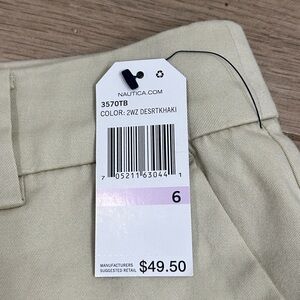 NAUTICA.COM
3570TB
COLOR: 2WZ DESRTKHAKI
7 05211 63044 1
6
MANUFACTURERS
SUGGESTED RETAIL $49.50